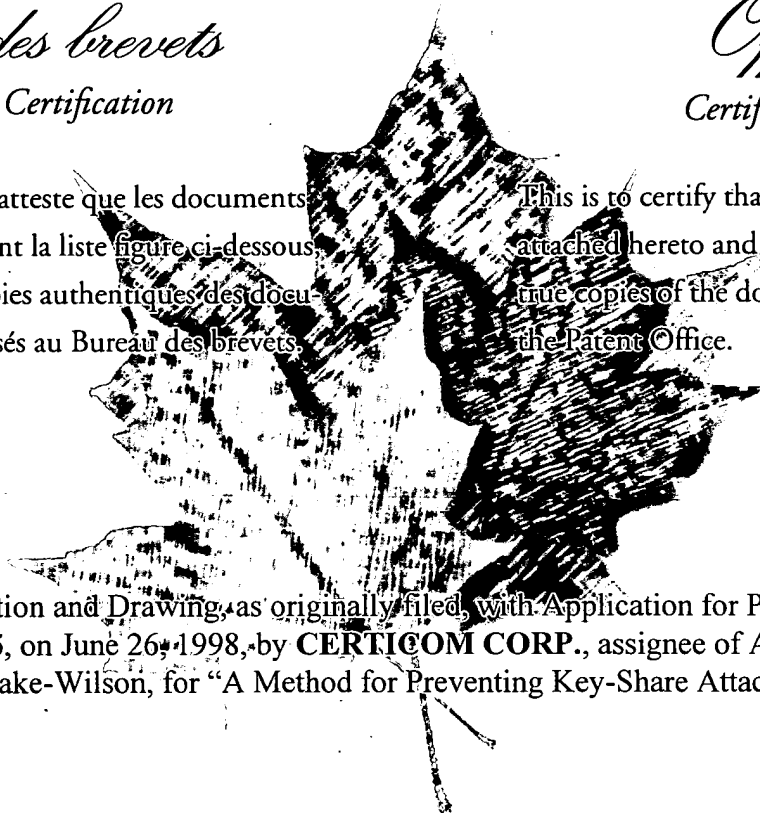 des brevets
Certification
Certif
atteste que les documents
nt la liste figure ci-dessous
ies authentiques des docu-
sés au Bureau des brevets.
This is to certify tha
attached hereto and
true copies of the do
the Patent Office.
tion and Drawing, as originally filed, with Application for P
5, on June 26, 1998, by CERTICOM CORP., assignee of A
ake-Wilson, for “A Method for Preventing Key-Share Attac